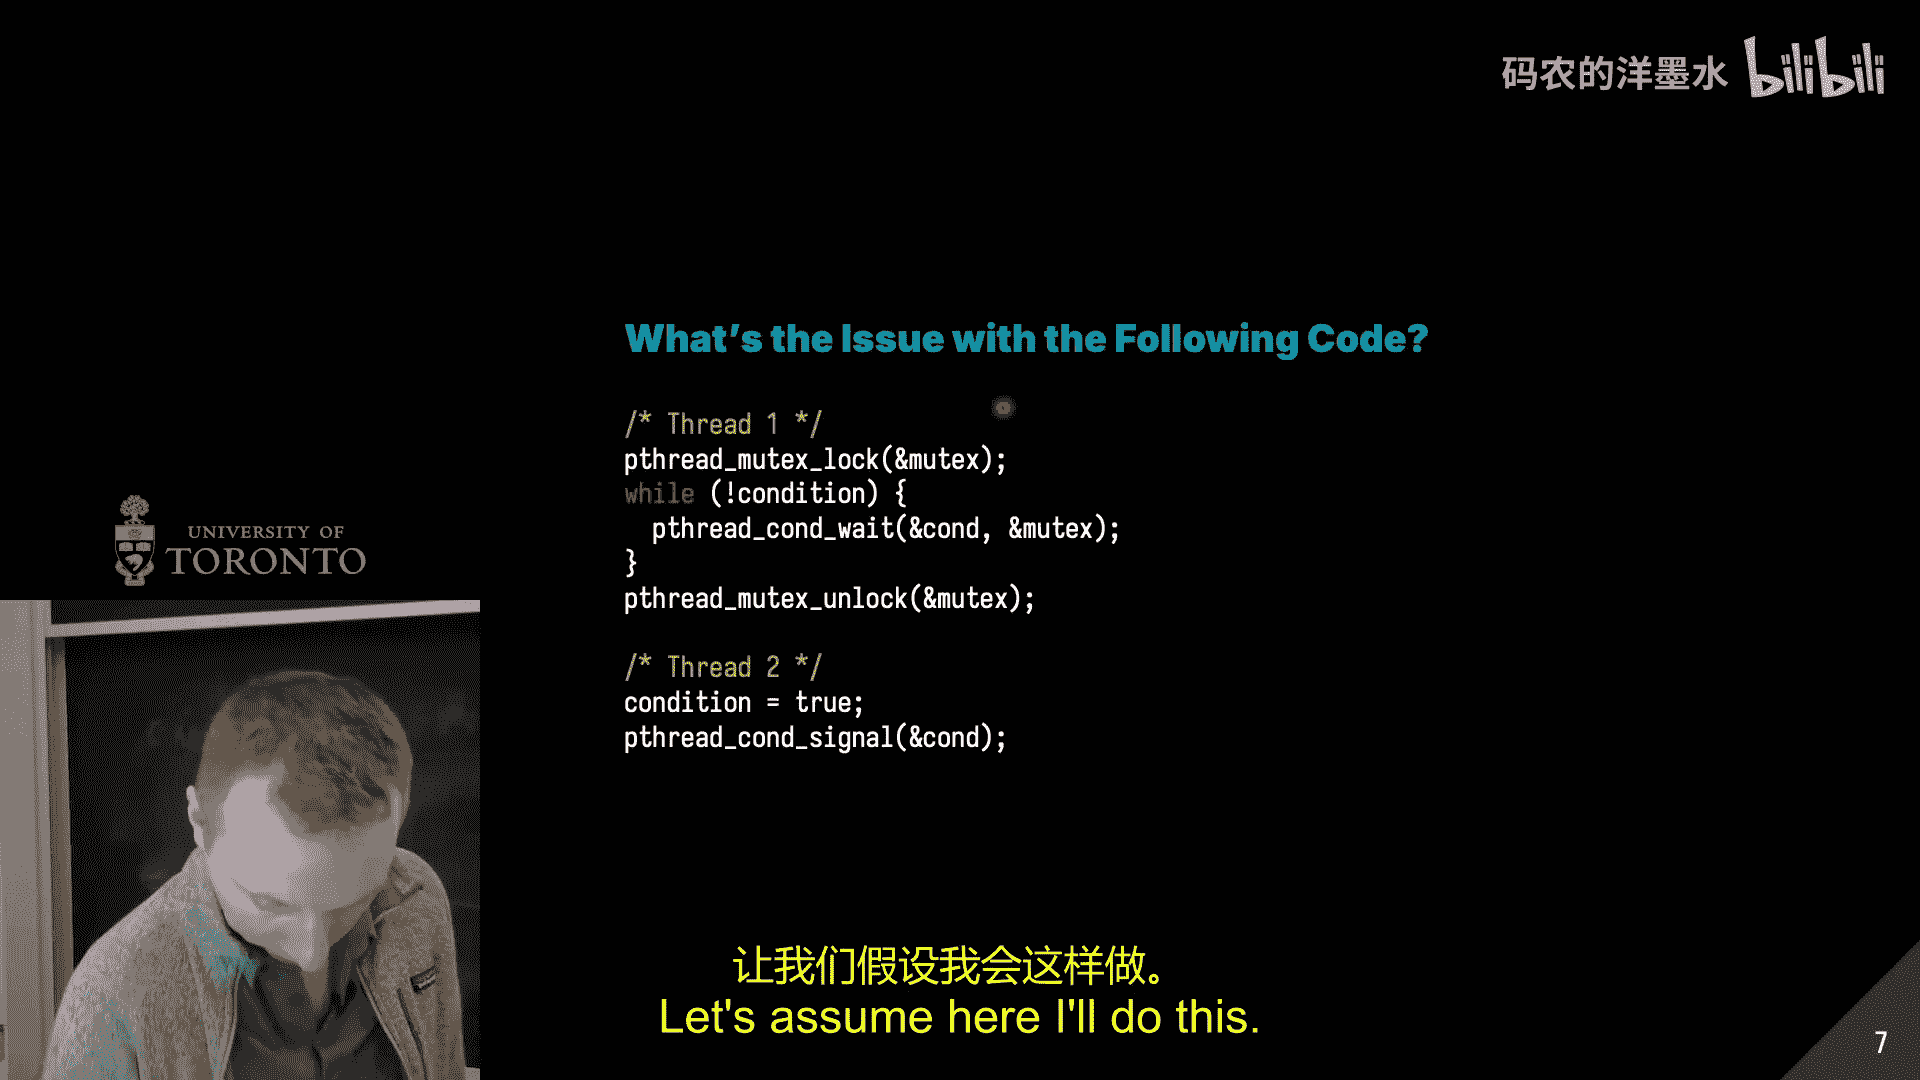 码农的洋墨水 bilibili
What's the Issue with the Following Code?
/* Thread 1 */
pthread_mutex_lock(&mutex);
while (!condition) {
pthread_cond_wait(&cond, &mutex);
}
pthread_mutex_unlock(&mutex);
/* Thread 2 */
condition = true;
pthread_cond_signal(&cond);
UNIVERSITY OF
TORONTO
让我们假设我会这样做。
Let's assume here I'll do this.
7